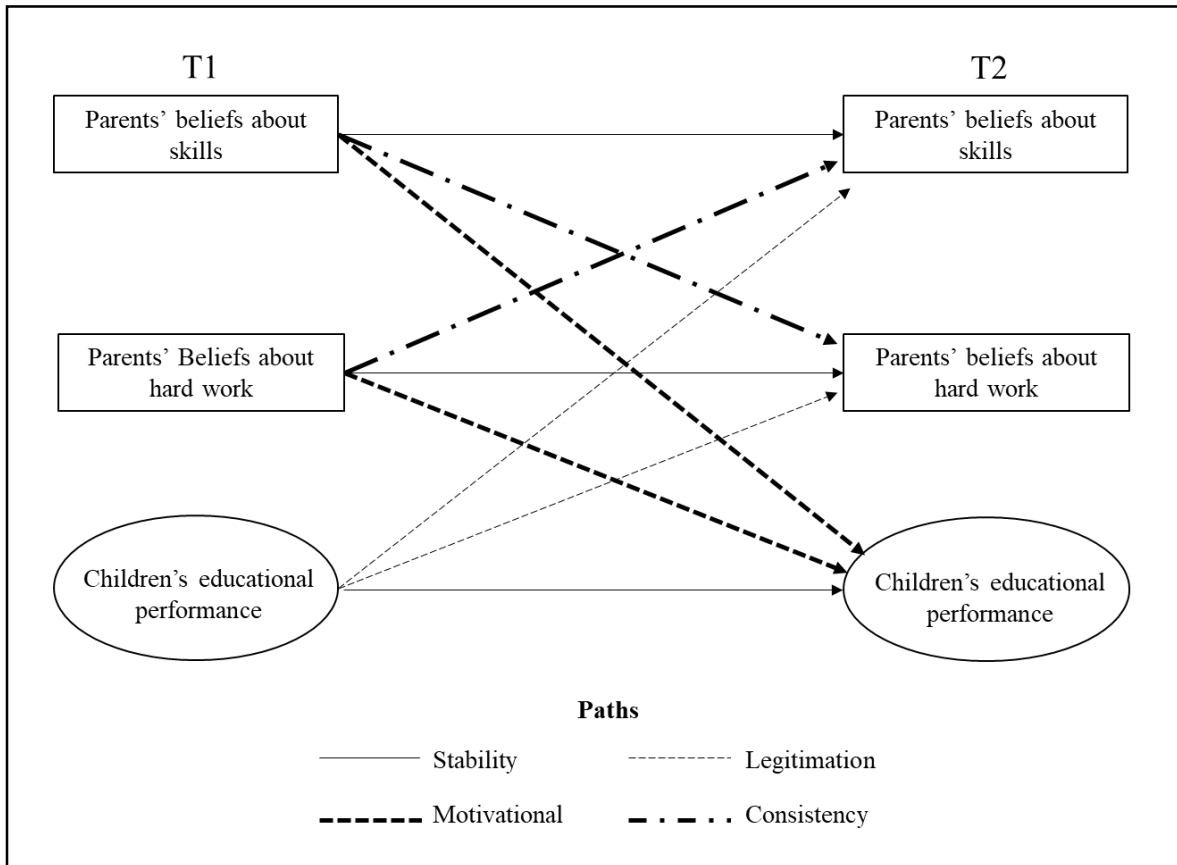 T1
T2
Parents’ beliefs about
skills
Parents’ beliefs about
skills
Parents’ Beliefs about
hard work
Parents’ beliefs about
hard work
Children’s educational
performance
Children’s educational
performance
Paths
Stability
Legitimation
Motivational
Consistency